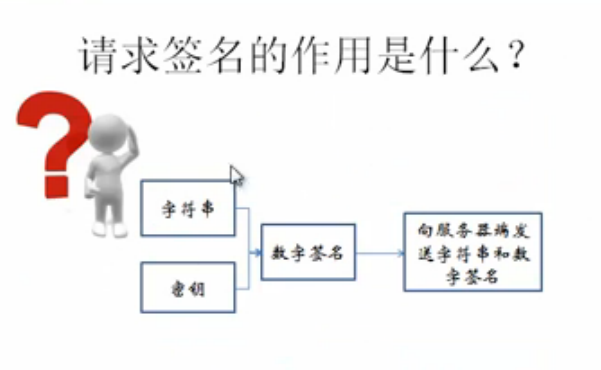 请求签名的作用是什么？
字符串
密钥
数字签名
向服务器端发
送字符串和数
字签名